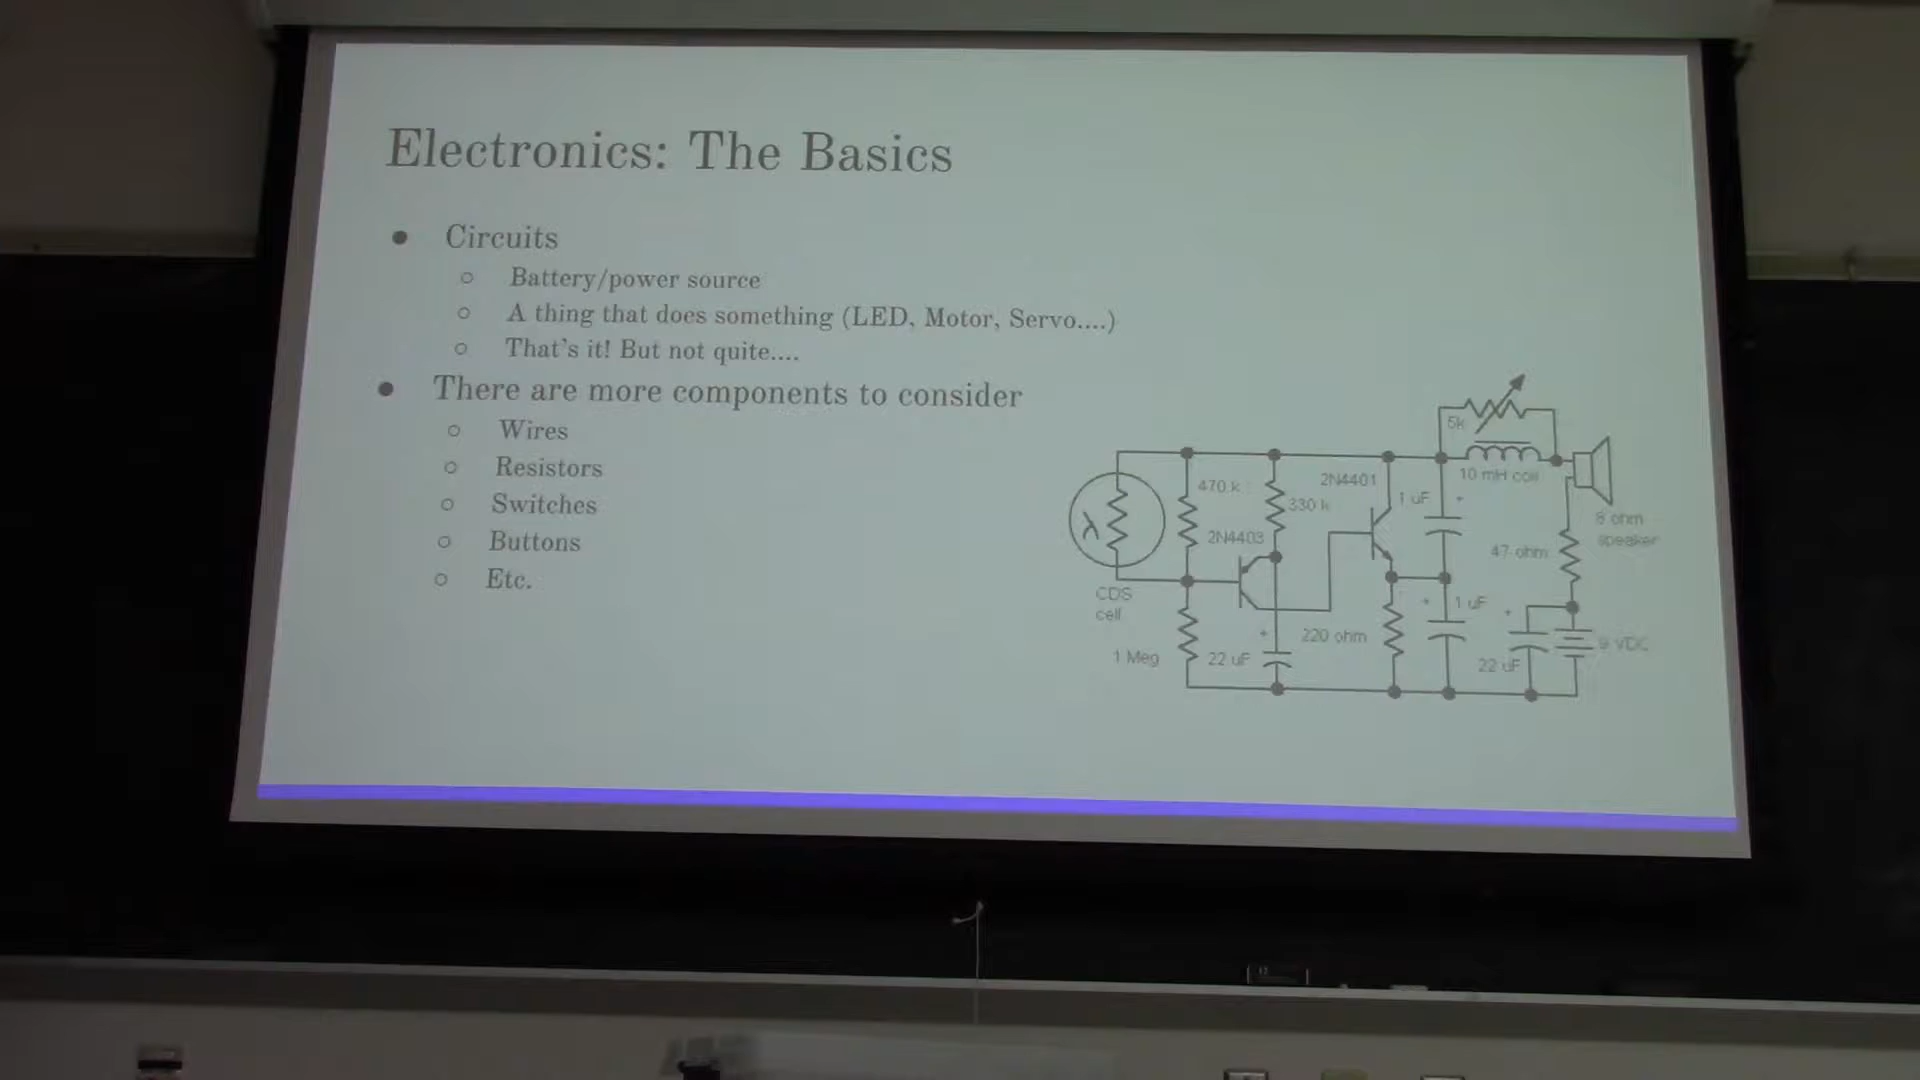 Electronics: The Basics
Circuits
Battery/power source
A thing that does something (LED, Motor, Servo....)
That's it! But not quite....
There are more components to consider
Wires
Resistors
Switches
Buttons
Etc.
5k
10 mH coil
8 ohm
speaker
470 k
330 k
2N4401
1 uF
2N4403
47 ohm
CDS
cell
1 Meg
22 uF
220 ohm
1 uF
22 uF
9 VDC
λ